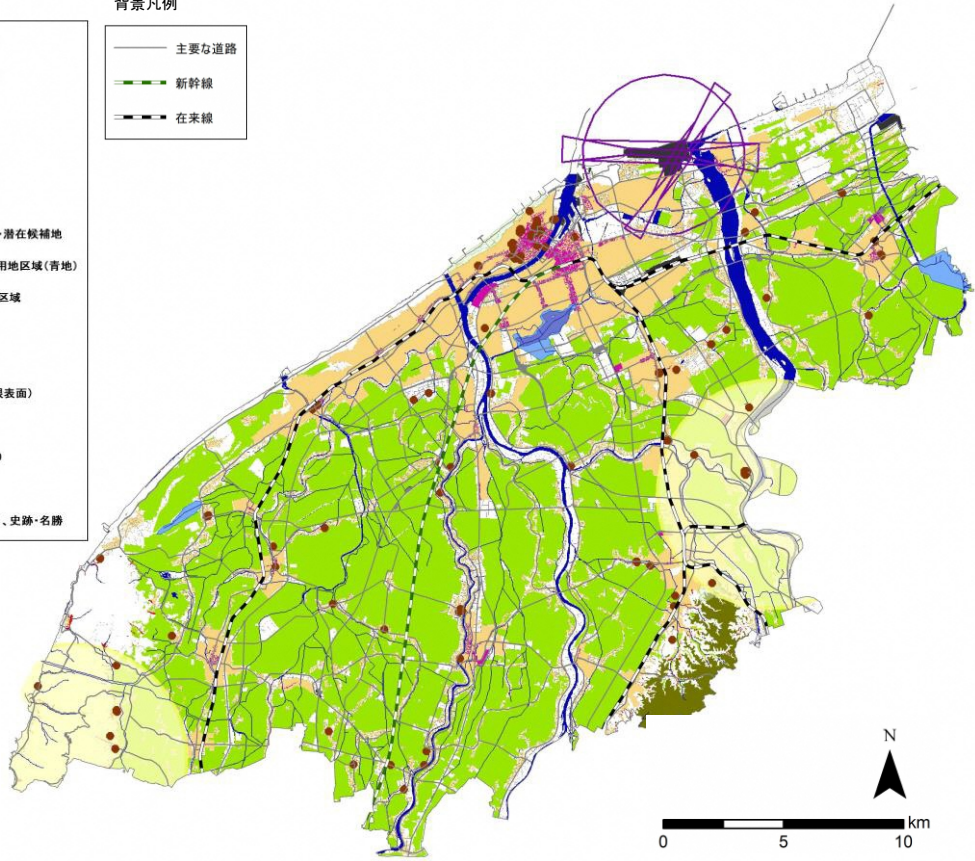 背景凡例
主要な道路
新幹線
在来線
潜在候補地
用地区域(青地)
区域
表面)
)
、史跡・名勝
N
km
0 5 10